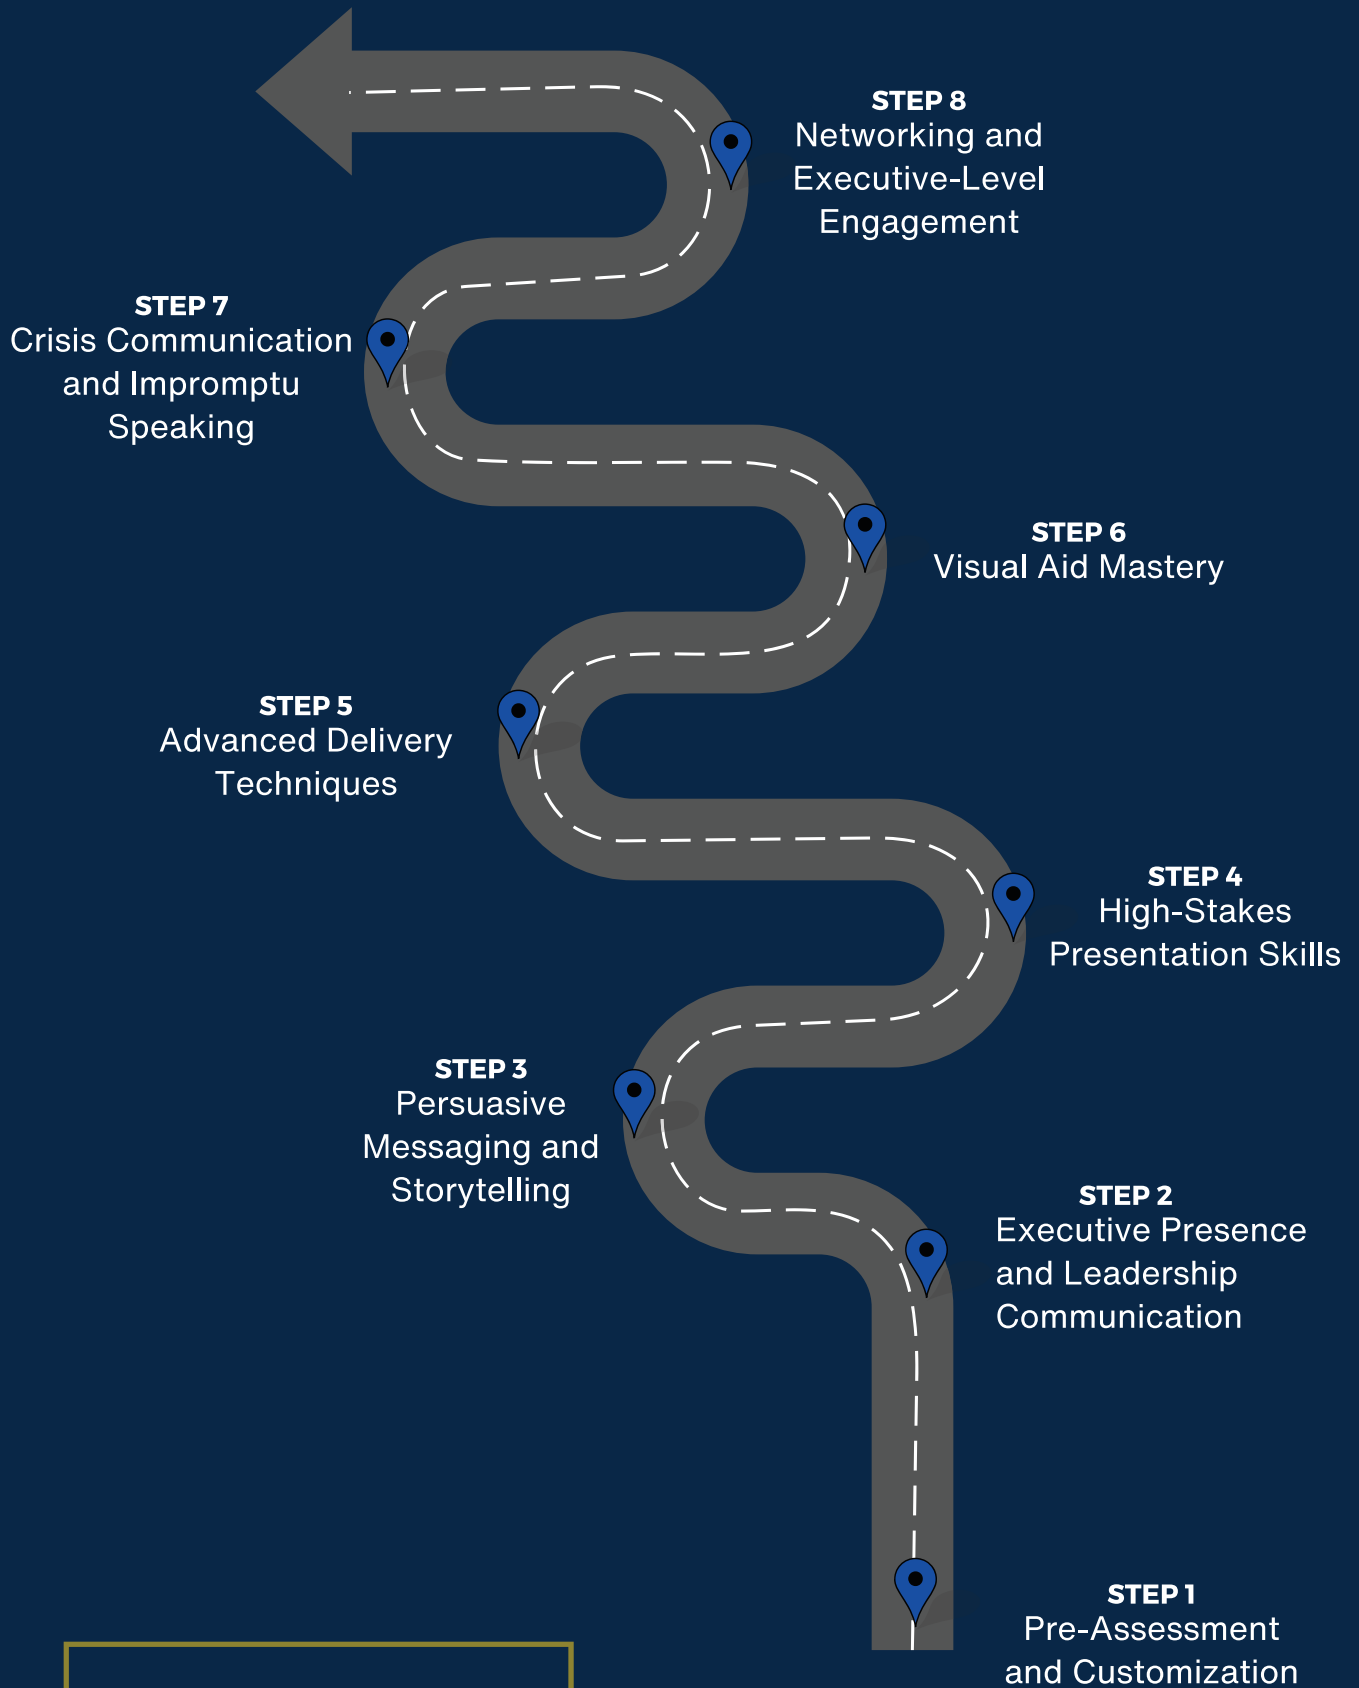 STEP 8
Networking and
Executive-Level
Engagement
STEP 7
Crisis Communication
and Impromptu
Speaking
STEP 6
Visual Aid Mastery
STEP 5
Advanced Delivery
Techniques
STEP 4
High-Stakes
Presentation Skills
STEP 3
Persuasive
Messaging and
Storytelling
STEP 2
Executive Presence
and Leadership
Communication
STEP 1
Pre-Assessment
and Customization